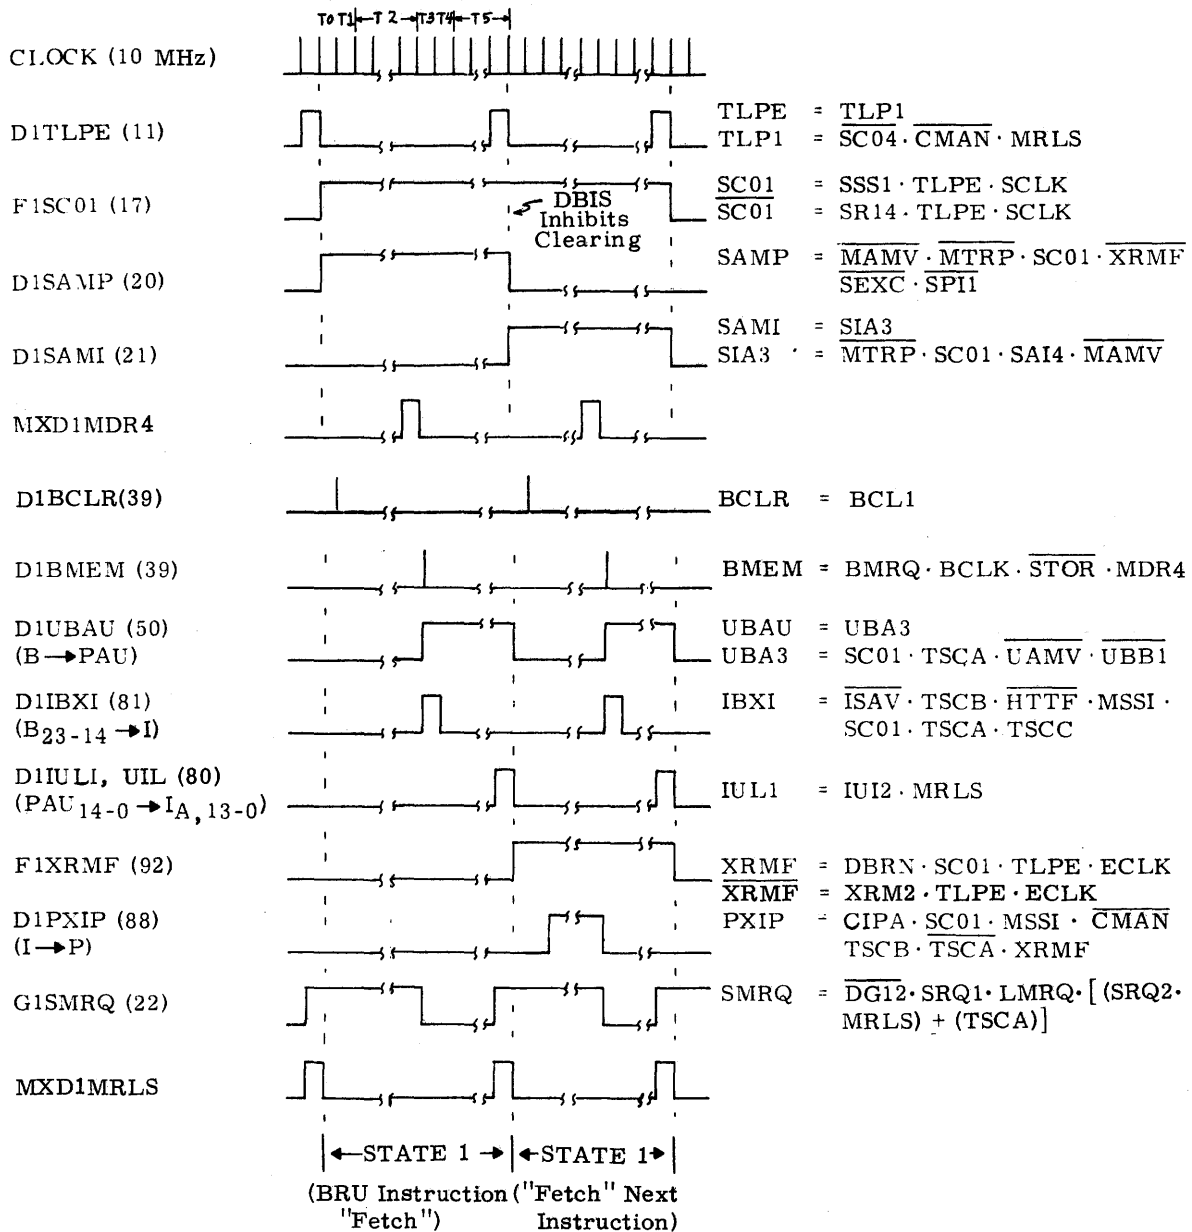 T0 T1 T2 T3 T4 T5
CLOCK (10 MHz)
D1TLPE (11)
TLPE = TLP1
TLP1 = SC04 · CMAN · MRLS
F1SC01 (17)
SC01 = SSS1 · TLPE · SCLK
SC01 = SR14 · TLPE · SCLK
DBIS
Inhibits
Clearing
D1SAMP (20)
SAMP = MAMV · MTRP · SC01 · XRMF
SEXC · SPI1
D1SAMI (21)
SAMI = SIA3
SIA3 = MTRP · SC01 · SAI4 · MAMV
MXD1MDR4
D1BCLR(39)
BCLR = BCL1
D1BMEM (39)
BMEM = BMRQ · BCLK · STOR · MDR4
D1UBAU (50)
(B→PAU)
UBAU = UBA3
UBA3 = SC01 · TSCA · UAMV · UBB1
D1IBXI (81)
(B23-14→I)
IBXI = ISAV · TSCB · HTTF · MSSI ·
SC01 · TSCA · TSCC
D1IULI, UIL (80)
(PAU14-0→IA,13-0)
IUL1 = IUI2 · MRLS
F1XRMF (92)
XRMF = DBRN · SC01 · TLPE · ECLK
XRMF = XRM2 · TLPE · ECLK
D1PXIP (88)
(I→P)
PXIP = CIPA · SC01 · MSSI · CMAN
TSCB · TSCA · XRMF
G1SMRQ (22)
SMRQ = DG12 · SRQ1 · LMRQ · [ (SRQ2 ·
MRLS) + (TSCA)]
MXD1MRLS
STATE 1 STATE 1
(BRU Instruction ("Fetch" Next
"Fetch") Instruction)